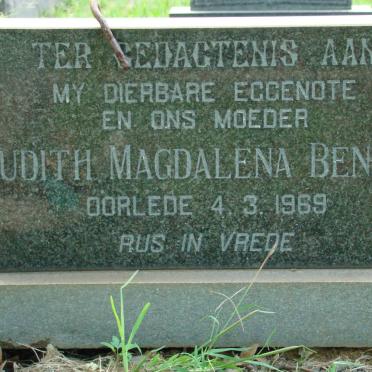 TER GEDAGTENIS AAN
MY DIERBARE EGGENOTE
EN ONS MOEDER
UDITH MAGDALENA BEN
OORLEDE 4.3.1969
RUS IN VREDE